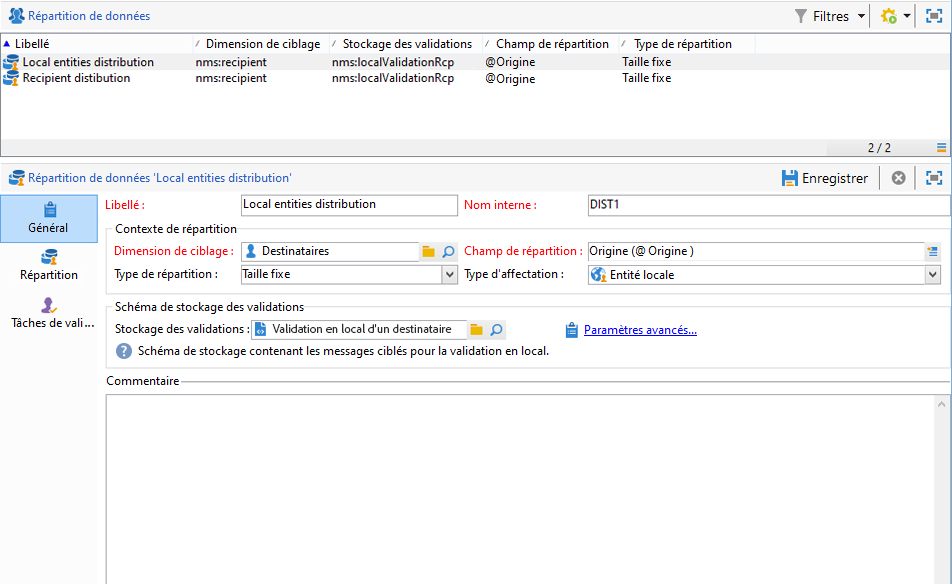 Répartition de données
Filtres
Libellé Dimension de ciblage Stockage des validations Champ de répartition Type de répartition
Local entities distribution nms:recipient nms:localValidationRcp @Origine Taille fixe
Recipient distibution nms:recipient nms:localValidationRcp @Origine Taille fixe
2 / 2
Répartition de données 'Local entities distribution'
Enregistrer
Général
Répartition
Tâches de vali...
Libellé : Local entities distribution Nom interne : DIST1
Contexte de répartition
Dimension de ciblage : Destinataires Champ de répartition : Origine (@ Origine )
Type de répartition : Taille fixe Type d'affectation : Entité locale
Schéma de stockage des validations
Stockage des validations : Validation en local d'un destinataire Paramètres avancés...
? Schéma de stockage contenant les messages ciblés pour la validation en local.
Commentaire